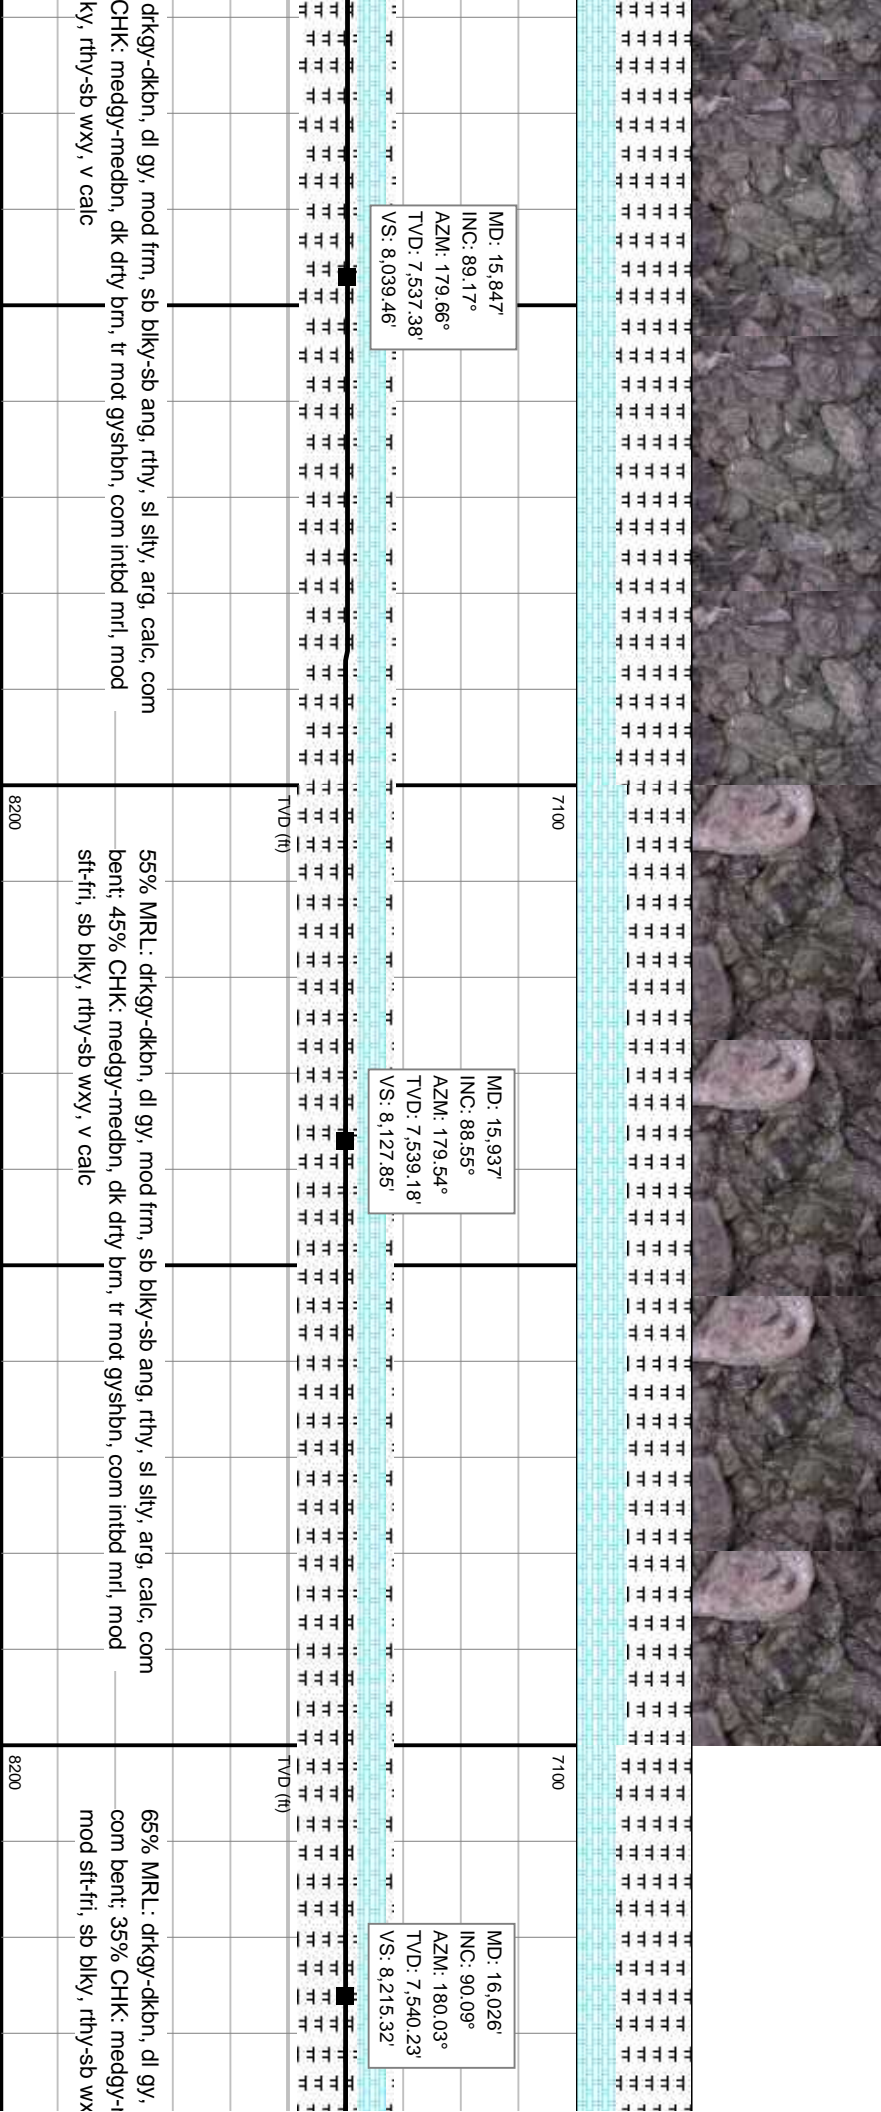 drkgy-dkbn, dl gy, mod frm, sb blky-sb ang, rthy, sl slty, arg, calc, com
CHK: medgy-medbn, dk drty brn, tr mot gyshbn, com intbd mrl, mod
ky, rthy-sb wxy, v calc
MD: 15,847'
INC: 89.17°
AZM: 179.66°
TVD: 7,537.38'
VS: 8,039.46'
7100
TVD (ft)
8200
55% MRL: drkgy-dkbn, dl gy, mod frm, sb blky-sb ang, rthy, sl slty, arg, calc, com
bent; 45% CHK: medgy-medbn, dk drty brn, tr mot gyshbn, com intbd mrl, mod
sft-fri, sb blky, rthy-sb wxy, v calc
MD: 15,937'
INC: 88.55°
AZM: 179.54°
TVD: 7,539.18'
VS: 8,127.85'
7100
TVD (ft)
8200
65% MRL: drkgy-dkbn, dl gy,
com bent; 35% CHK: medgy-
mod sft-fri, sb blky, rthy-sb wx
MD: 16,026'
INC: 90.09°
AZM: 180.03°
TVD: 7,540.23'
VS: 8,215.32'